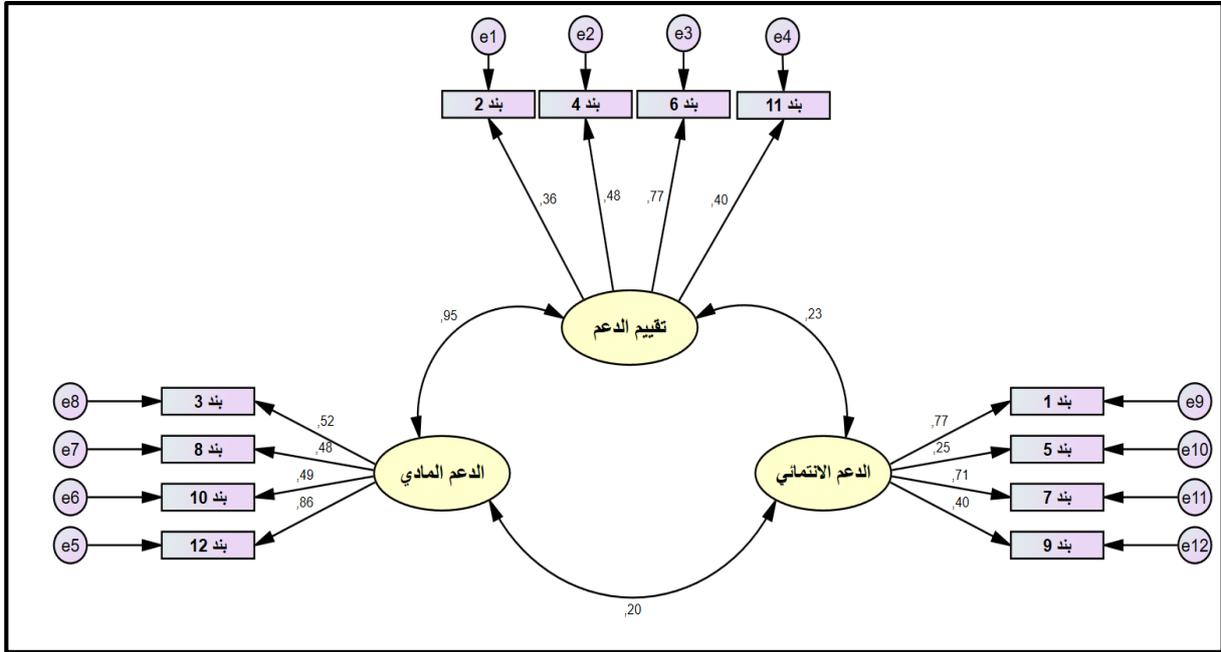 e1
e2
e3
e4
بند 2
بند 4
بند 6
بند 11
,36
,48
,77
,40
تقييم الدعم
,95
,23
e8
بند 3
,52
e7
بند 8
,48
e6
بند 10
,49
e5
بند 12
,86
الدعم المادي
الدعم الانتمائي
,77
بند 1
e9
,25
بند 5
e10
,71
بند 7
e11
,40
بند 9
e12
,20